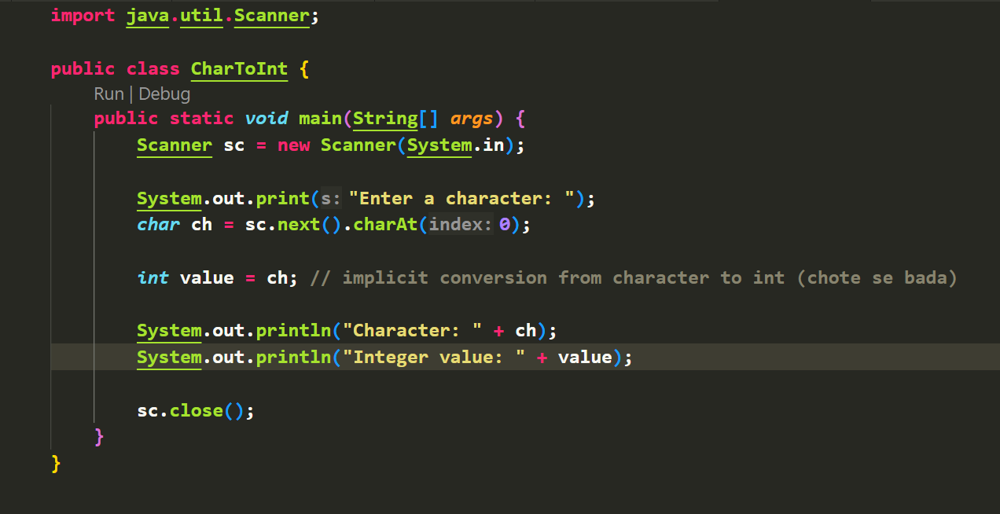 import java.util.Scanner;
public class CharToInt {
Run | Debug
public static void main(String[] args) {
Scanner sc = new Scanner(System.in);
System.out.print(s: "Enter a character: ");
char ch = sc.next().charAt(index: 0);
int value = ch; // implicit conversion from character to int (chote se bada)
System.out.println("Character: " + ch);
System.out.println("Integer value: " + value);
sc.close();
}
}